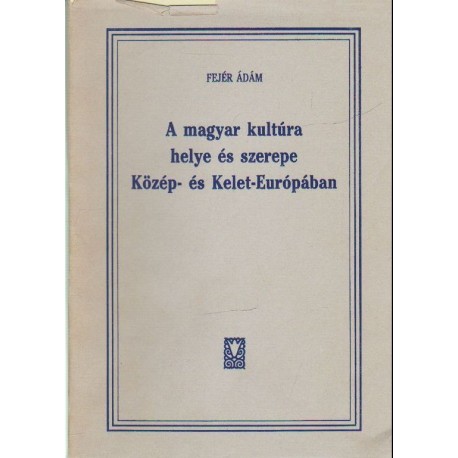 FEJÉR ÁDÁM
A magyar kultúra
helye és szerepe
Közép- és Kelet-Európában